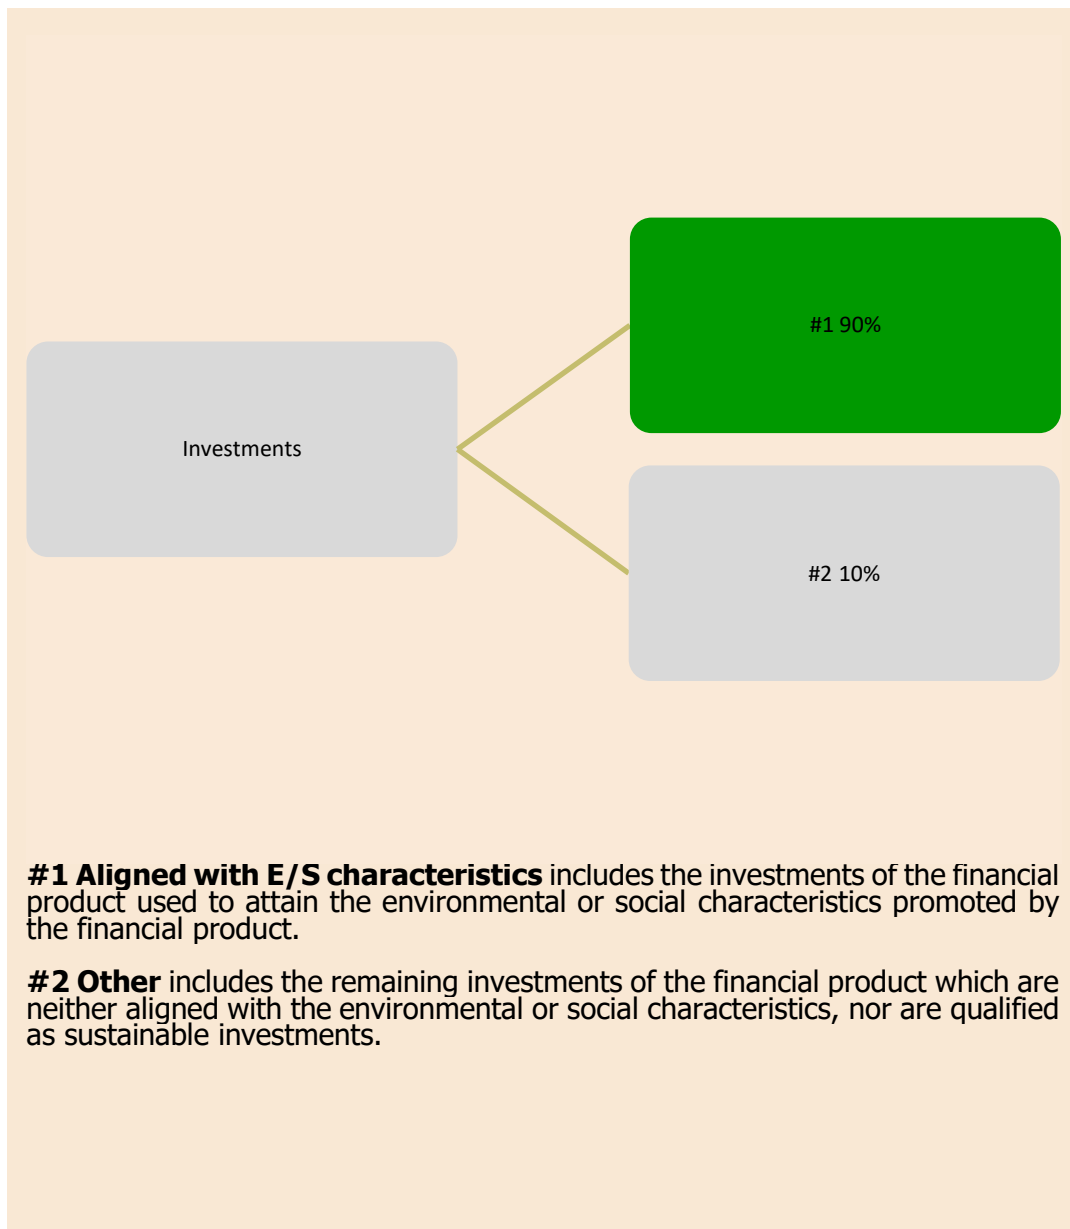 #1 90%
Investments
#2 10%
#1 Aligned with E/S characteristics includes the investments of the financial
product used to attain the environmental or social characteristics promoted by
the financial product.
#2 Other includes the remaining investments of the financial product which are
neither aligned with the environmental or social characteristics, nor are qualified
as sustainable investments.